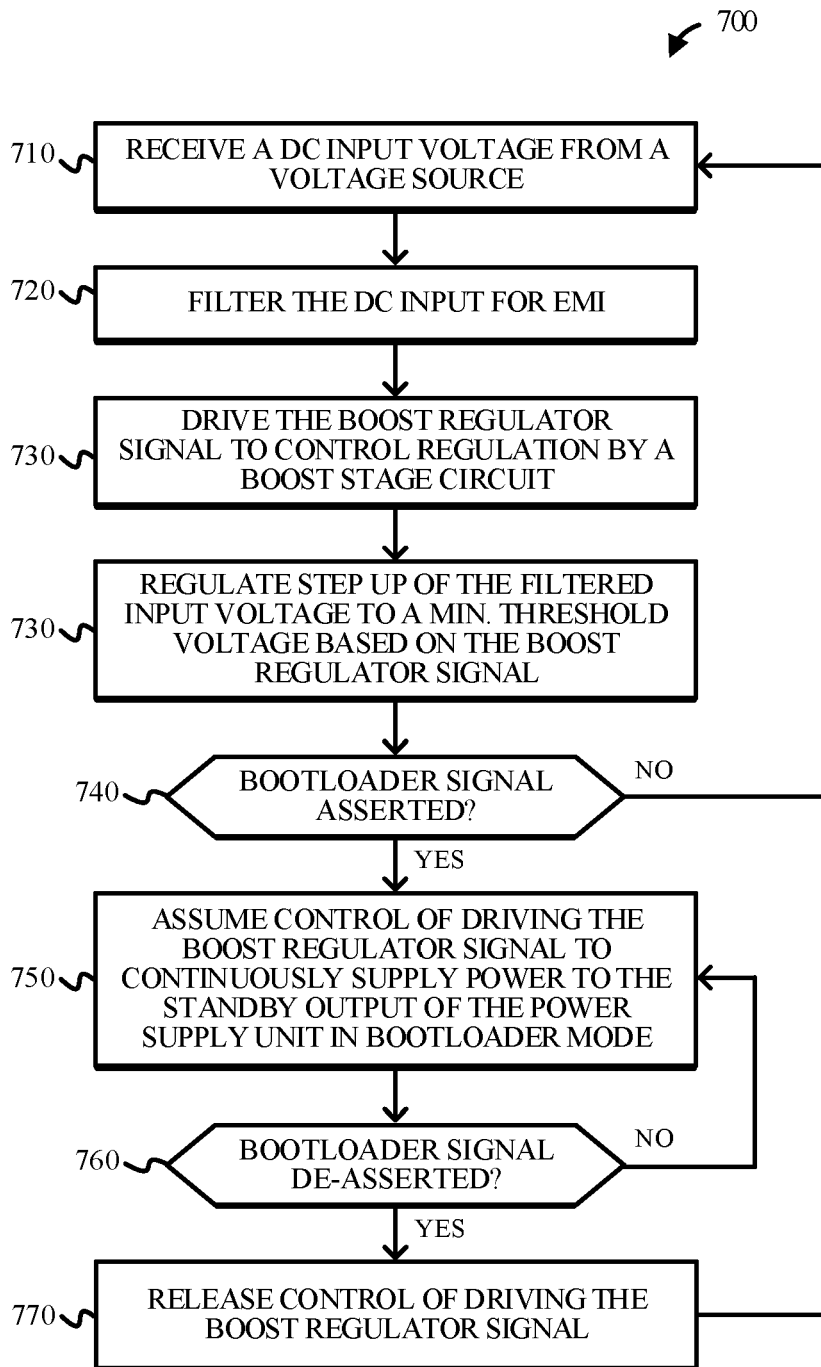 700
710
RECEIVE A DC INPUT VOLTAGE FROM A
VOLTAGE SOURCE
720
FILTER THE DC INPUT FOR EMI
730
DRIVE THE BOOST REGULATOR
SIGNAL TO CONTROL REGULATION BY A
BOOST STAGE CIRCUIT
730
REGULATE STEP UP OF THE FILTERED
INPUT VOLTAGE TO A MIN. THRESHOLD
VOLTAGE BASED ON THE BOOST
REGULATOR SIGNAL
740
BOOTLOADER SIGNAL
ASSERTED?
NO
YES
750
ASSUME CONTROL OF DRIVING THE
BOOST REGULATOR SIGNAL TO
CONTINUOUSLY SUPPLY POWER TO THE
STANDBY OUTPUT OF THE POWER
SUPPLY UNIT IN BOOTLOADER MODE
760
BOOTLOADER SIGNAL
DE-ASSERTED?
NO
YES
770
RELEASE CONTROL OF DRIVING THE
BOOST REGULATOR SIGNAL